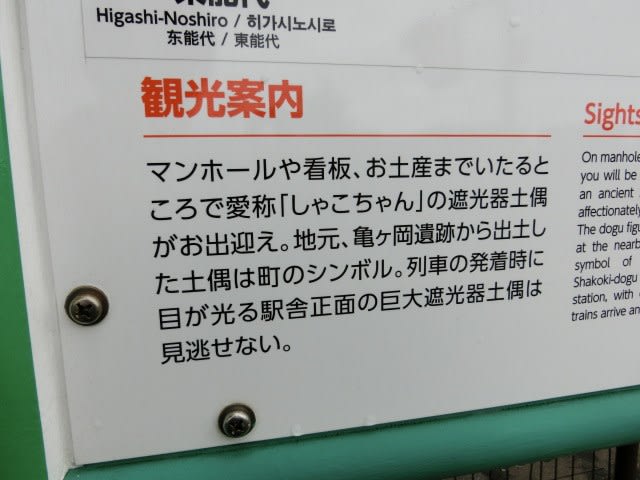 東能代
Higashi-Noshiro / 히가시노시로
东能代 / 東能代
観光案内
マンホールや看板、お土産までいたると
ころで愛称「しゃこちゃん」の遮光器土偶
がお出迎え。地元、亀ヶ岡遺跡から出土し
た土偶は町のシンボル。列車の発着時に
目が光る駅舎正面の巨大遮光器土偶は
見逃せない。
Sights
On manhole
you will be
an ancient
affectionately
The dogu figu
at the nearb
symbol of
Shakoki-dogu
station, with
trains arrive an